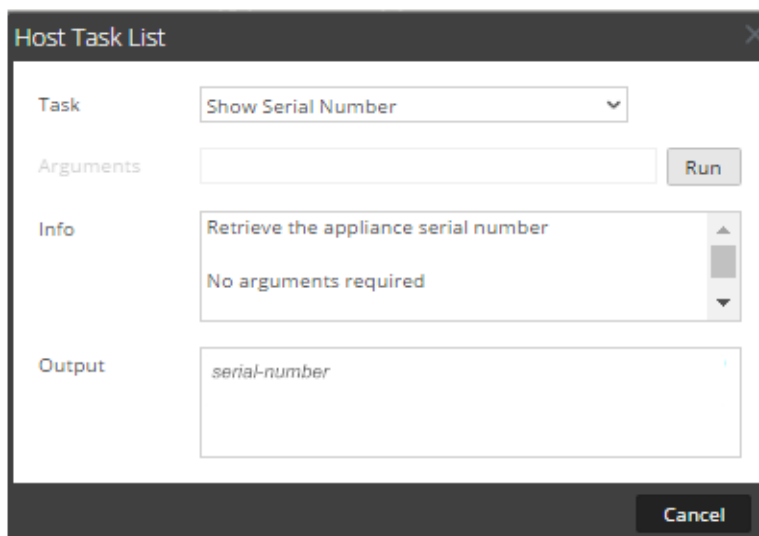 Host Task List
Task
Show Serial Number
Arguments
Run
Info
Retrieve the appliance serial number
No arguments required
Output
serial-number
Cancel